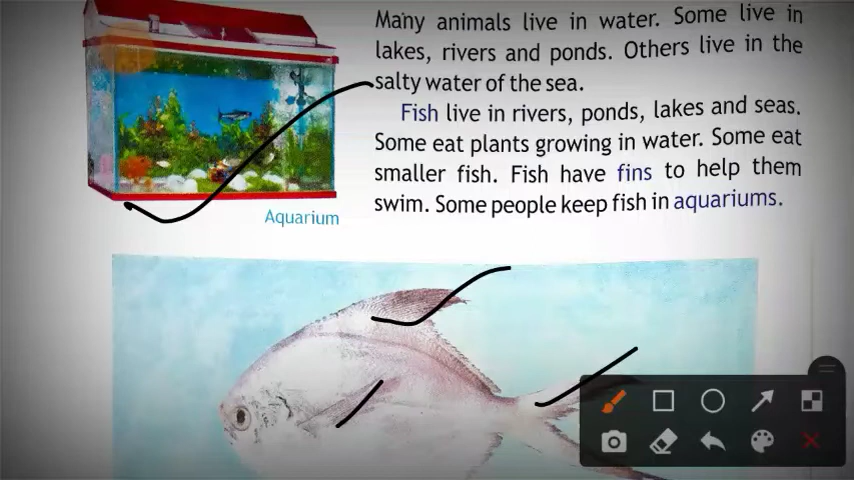 Many animals live in water. Some live in
lakes, rivers and ponds. Others live in the
salty water of the sea.
Fish live in rivers, ponds, lakes and seas.
Some eat plants growing in water. Some eat
smaller fish. Fish have fins to help them
swim. Some people keep fish in aquariums.
Aquarium